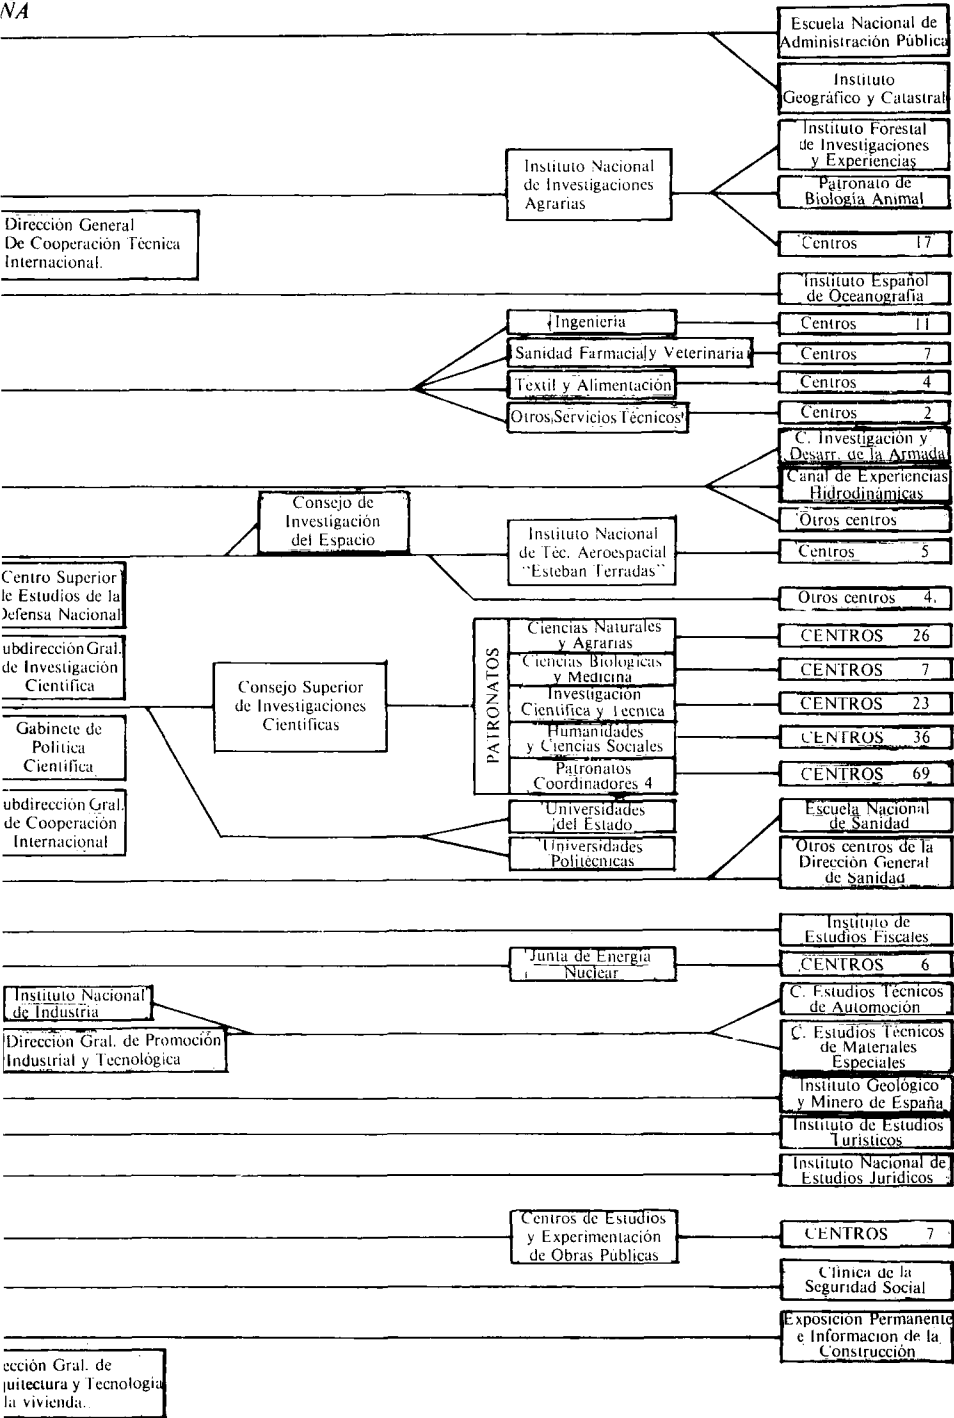 NA
Escuela Nacional de
Administración Pública
Instituto
Geográfico y Catastral
Instituto Forestal
de Investigaciones
y Experiencias
Instituto Nacional
de Investigaciones
Agrarias
Patronato de
Biología Animal
Centros 17
Dirección General
De Cooperación Técnica
Internacional.
Instituto Español
de Oceanografía
Ingeniería
Centros 11
Sanidad Farmacia y Veterinaria
Centros 7
Textil y Alimentación
Centros 4
Otros Servicios Técnicos
Centros 2
C. Investigación y
Desarr. de la Armada
Canal de Experiencias
Hidrodinámicas
Otros centros
Consejo de
Investigación
del Espacio
Instituto Nacional
de Téc. Aeroespacial
"Esteban Terradas"
Centros 5
Otros centros 4.
Centro Superior
de Estudios de la
Defensa Nacional
ubdirección Gral.
de Investigación
Científica
Gabinete de
Política
Científica
ubdirección Gral.
de Cooperación
Internacional
Consejo Superior
de Investigaciones
Científicas
PATRONATOS
Ciencias Naturales
y Agrarias
CENTROS 26
Ciencias Biológicas
y Medicina
CENTROS 7
Investigación
Científica y Técnica
CENTROS 23
Humanidades
y Ciencias Sociales
CENTROS 36
Patronatos
Coordinadores 4
CENTROS 69
Universidades
del Estado
Universidades
Politécnicas
Escuela Nacional
de Sanidad
Otros centros de la
Dirección General
de Sanidad
Instituto de
Estudios Fiscales
Junta de Energía
Nuclear
CENTROS 6
Instituto Nacional
de Industria
Dirección Gral. de Promoción
Industrial y Tecnológica
C. Estudios Técnicos
de Automoción
C. Estudios Técnicos
de Materiales
Especiales
Instituto Geológico
y Minero de España
Instituto de Estudios
Turísticos
Instituto Nacional de
Estudios Jurídicos
Centros de Estudios
y Experimentación
de Obras Públicas
CENTROS 7
Clínica de la
Seguridad Social
Exposición Permanente
e Información de la
Construcción
ección Gral. de
quitectura y Tecnología
la vivienda.